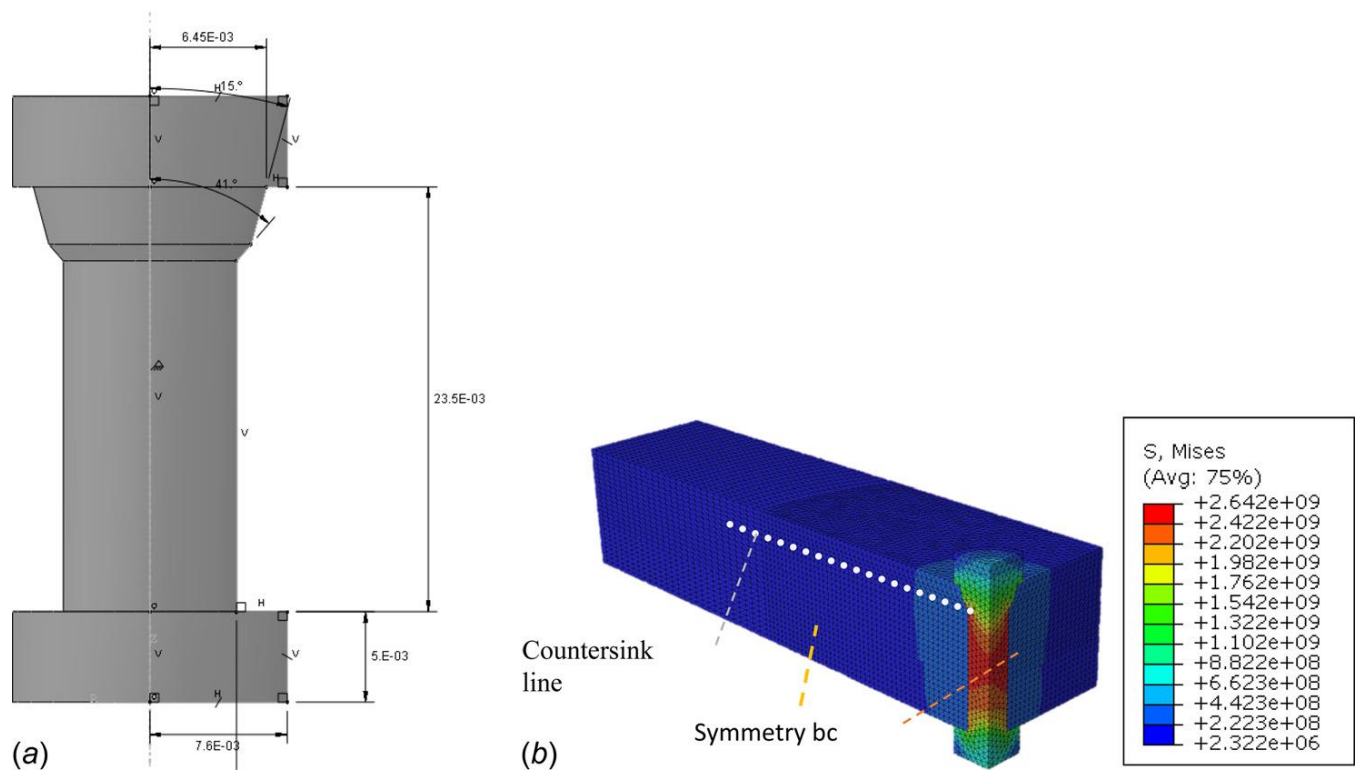 6.45E-03
15.°
H
V
V
H
41.°
23.5E-03
V
V
H
Z
V
V
5.E-03
R
H
7.6E-03
(a)
Countersink
line
Symmetry bc
(b)
S, Mises
(Avg: 75%)
+2.642e+09
+2.422e+09
+2.202e+09
+1.982e+09
+1.762e+09
+1.542e+09
+1.322e+09
+1.102e+09
+8.822e+08
+6.623e+08
+4.423e+08
+2.223e+08
+2.322e+06